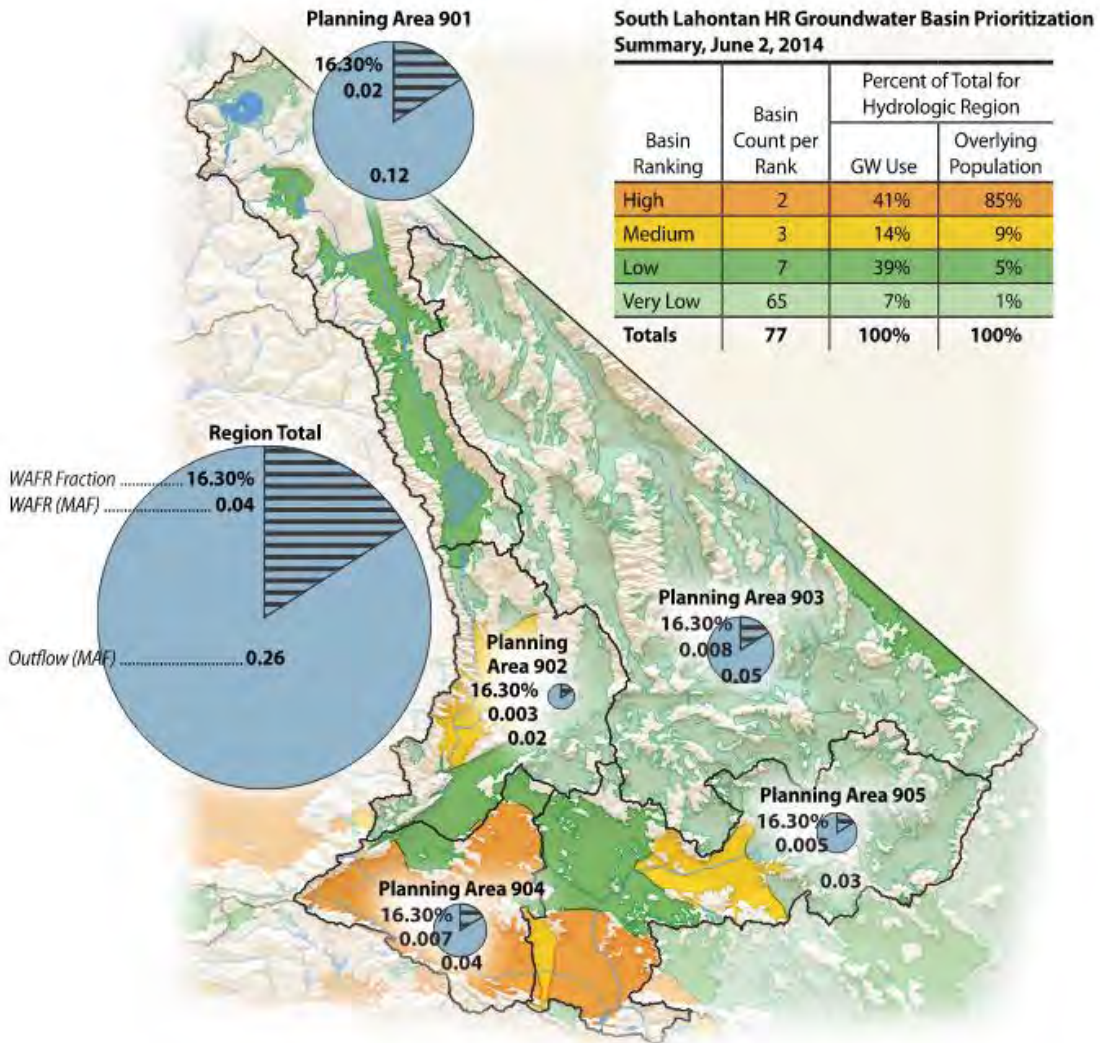 Planning Area 901
16.30%
0.02
0.12
South Lahontan HR Groundwater Basin Prioritization
Summary, June 2, 2014
Percent of Total for
Hydrologic Region
Basin
Ranking
Basin
Count per
Rank
GW Use
Overlying
Population
High 2 41% 85%
Medium 3 14% 9%
Low 7 39% 5%
Very Low 65 7% 1%
Totals 77 100% 100%
Region Total
WAFR Fraction .......... 16.30%
WAFR (MAF) .......... 0.04
Outflow (MAF) .......... 0.26
Planning Area 903
16.30%
0.008
0.05
Planning
Area 902
16.30%
0.003
0.02
Planning Area 905
16.30%
0.005
0.03
Planning Area 904
16.30%
0.007
0.04